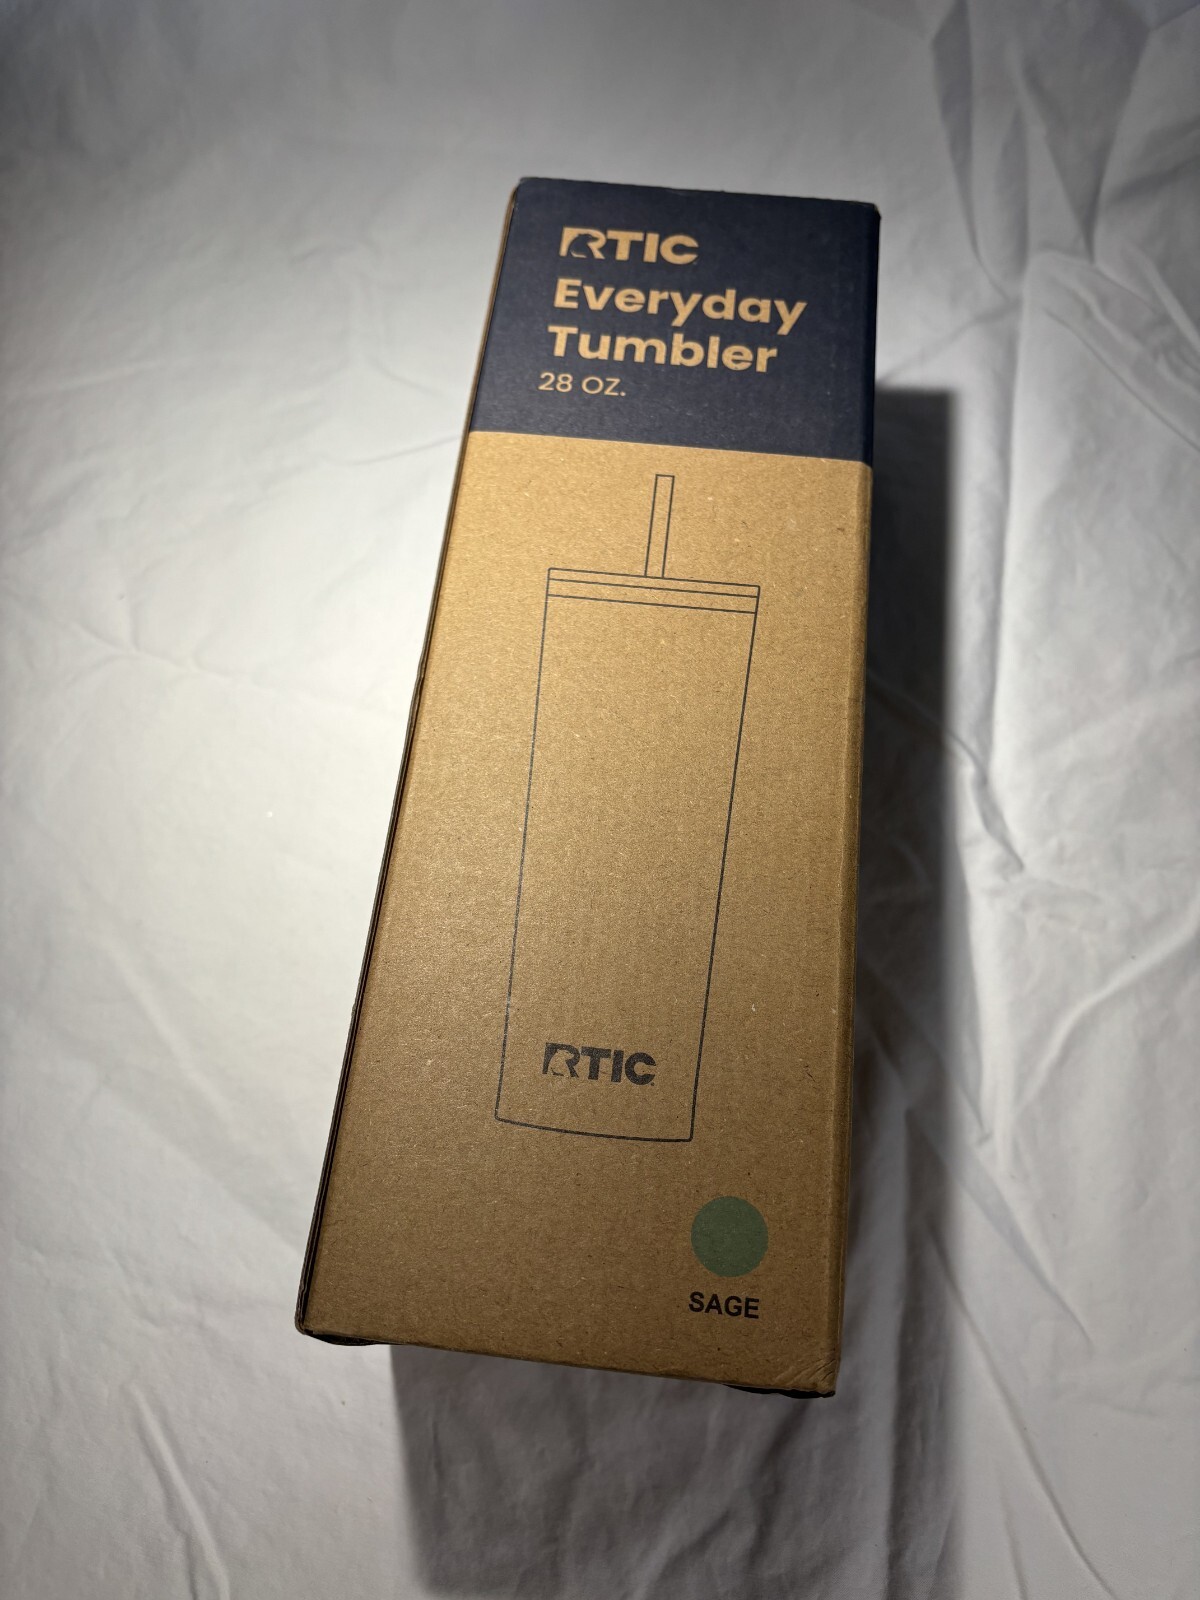 RTIC
Everyday
Tumbler
28 OZ.
RTIC
SAGE